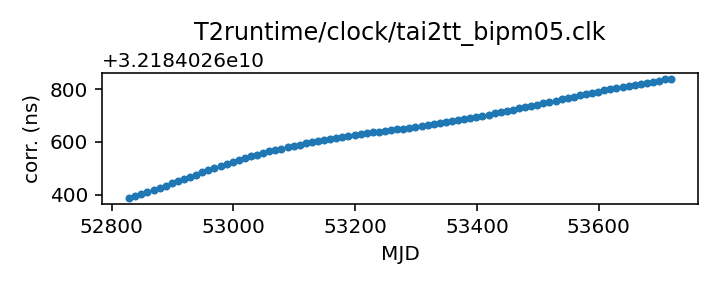 T2runtime/clock/tai2tt_bipm05.clk
+3.2184026e10
800
600
400
corr. (ns)
52800 53000 53200 53400 53600
MJD